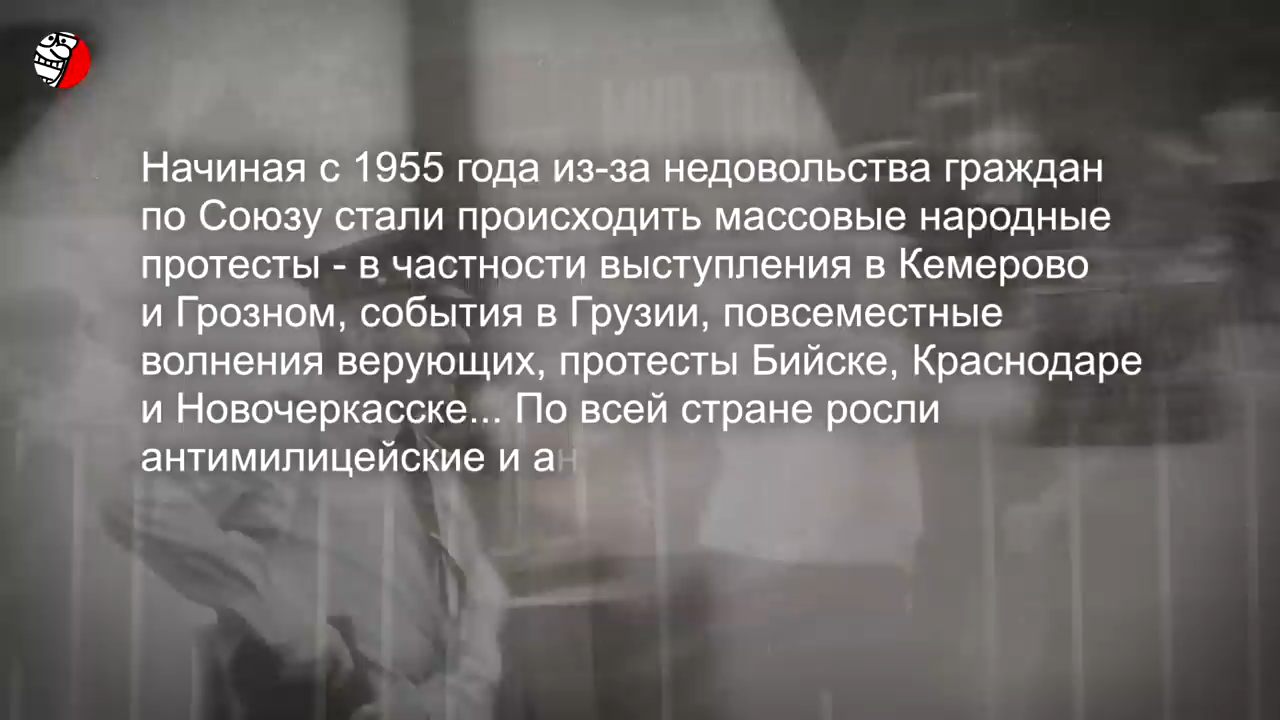 Начиная с 1955 года из-за недовольства граждан
по Союзу стали происходить массовые народные
протесты - в частности выступления в Кемерово
и Грозном, события в Грузии, повсеместные
волнения верующих, протесты Бийске, Краснодаре
и Новочеркасске... По всей стране росли
антимилицейские и ан